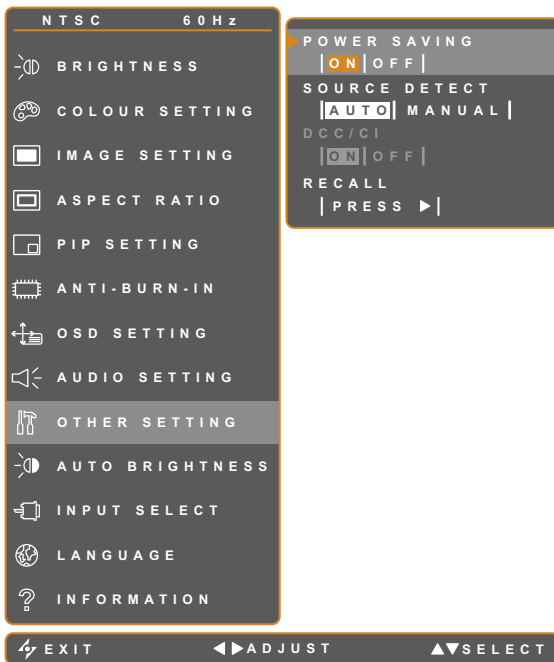 NTSC 60Hz
BRIGHTNESS
COLOUR SETTING
IMAGE SETTING
ASPECT RATIO
PIP SETTING
ANTI-BURN-IN
OSD SETTING
AUDIO SETTING
OTHER SETTING
AUTO BRIGHTNESS
INPUT SELECT
LANGUAGE
INFORMATION
POWER SAVING
ON OFF
SOURCE DETECT
AUTO MANUAL
DCC/CI
ON OFF
RECALL
PRESS ▶
EXIT ◀▶ADJUST ▲▼SELECT